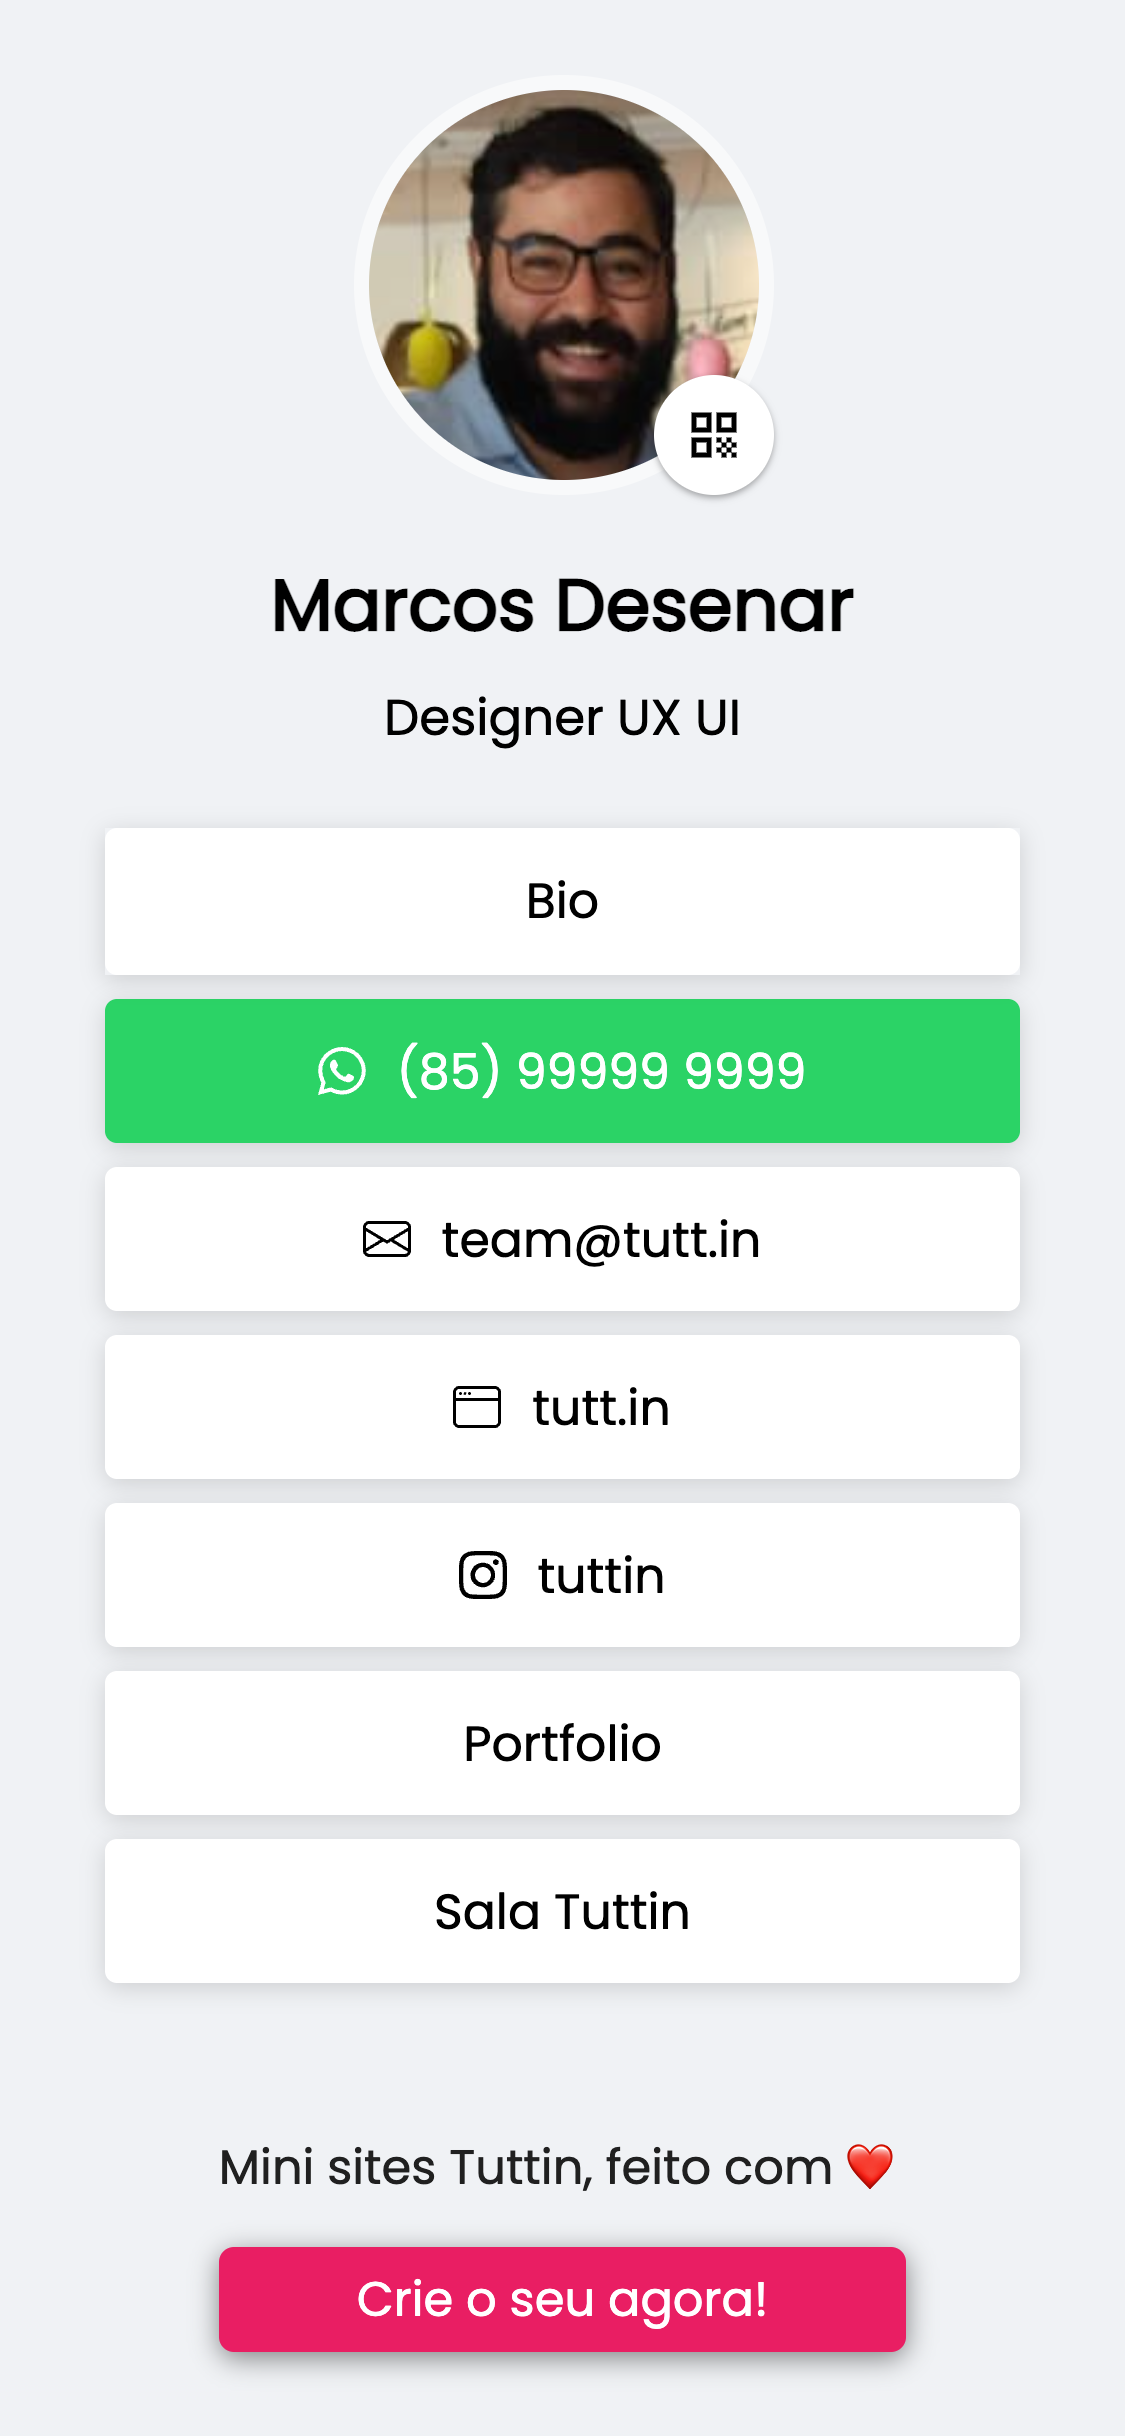 Marcos Desenar
Designer UX UI
Bio
(85) 99999 9999
team@tutt.in
tutt.in
tuttin
Portfolio
Sala Tuttin
Mini sites Tuttin, feito com ❤️
Crie o seu agora!